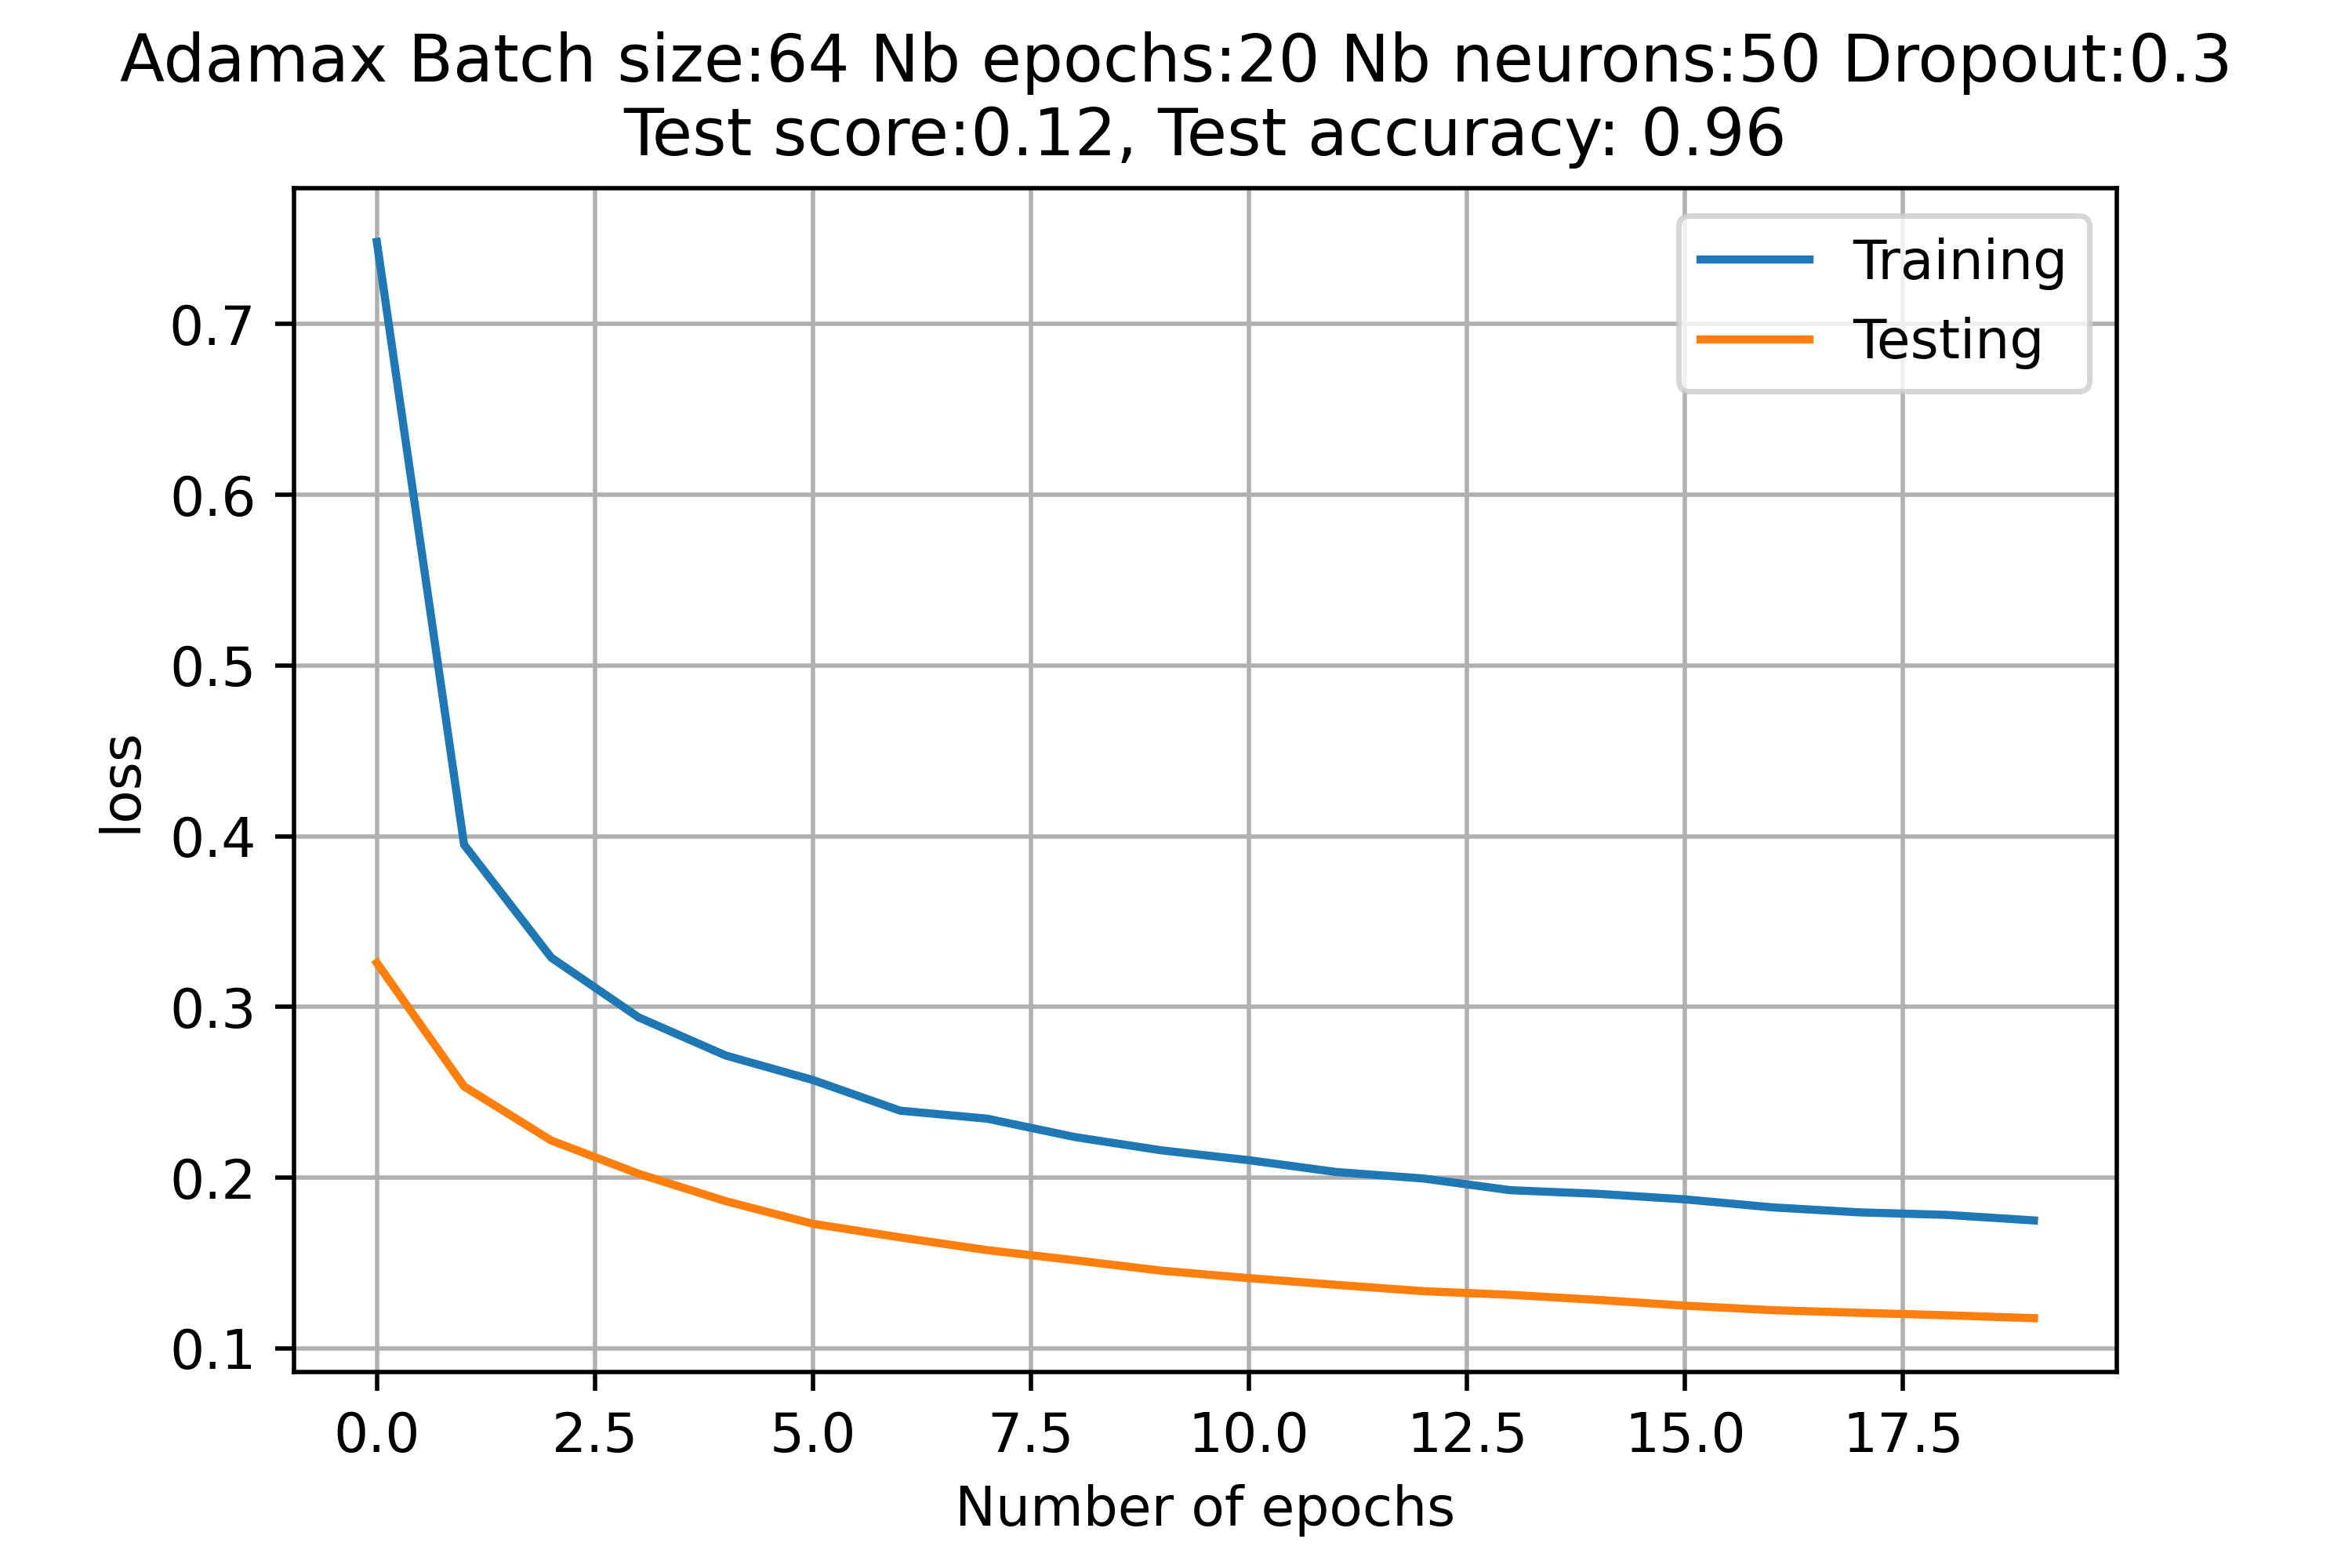 Adamax Batch size:64 Nb epochs:20 Nb neurons:50 Dropout:0.3
Test score:0.12, Test accuracy: 0.96
Training
Testing
0.7
0.6
0.5
0.4
0.3
0.2
0.1
loss
0.0 2.5 5.0 7.5 10.0 12.5 15.0 17.5
Number of epochs